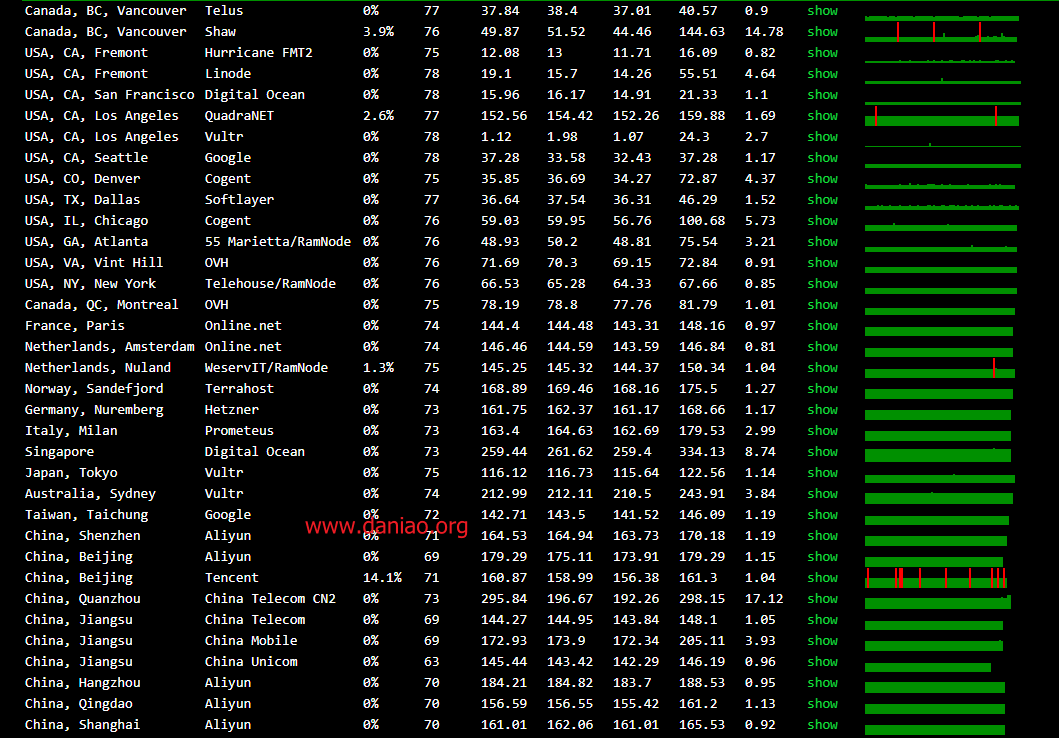 Canada, BC, Vancouver Telus 0% 77 37.84 38.4 37.01 40.57 0.9 show
Canada, BC, Vancouver Shaw 3.9% 76 49.87 51.52 44.46 144.63 14.78 show
USA, CA, Fremont Hurricane FMT2 0% 75 12.08 13 11.71 16.09 0.82 show
USA, CA, Fremont Linode 0% 78 19.1 15.7 14.26 55.51 4.64 show
USA, CA, San Francisco Digital Ocean 0% 78 15.96 16.17 14.91 21.33 1.1 show
USA, CA, Los Angeles QuadraNET 2.6% 77 152.56 154.42 152.26 159.88 1.69 show
USA, CA, Los Angeles Vultr 0% 78 1.12 1.98 1.07 24.3 2.7 show
USA, CA, Seattle Google 0% 78 37.28 33.58 32.43 37.28 1.17 show
USA, CO, Denver Cogent 0% 75 35.85 36.69 34.27 72.87 4.37 show
USA, TX, Dallas Softlayer 0% 77 36.64 37.54 36.31 46.29 1.52 show
USA, IL, Chicago Cogent 0% 76 59.03 59.95 56.76 100.68 5.73 show
USA, GA, Atlanta 55 Marietta/RamNode 0% 76 48.93 50.2 48.81 75.54 3.21 show
USA, VA, Vint Hill OVH 0% 76 71.69 70.3 69.15 72.84 0.91 show
USA, NY, New York Telehouse/RamNode 0% 76 66.53 65.28 64.33 67.66 0.85 show
Canada, QC, Montreal OVH 0% 75 78.19 78.8 77.76 81.79 1.01 show
France, Paris Online.net 0% 74 144.4 144.48 143.31 148.16 0.97 show
Netherlands, Amsterdam Online.net 0% 74 146.46 144.59 143.59 146.84 0.81 show
Netherlands, Nuland WeservIT/RamNode 1.3% 75 145.25 145.32 144.37 150.34 1.04 show
Norway, Sandefjord Terrahost 0% 74 168.89 169.46 168.16 175.5 1.27 show
Germany, Nuremberg Hetzner 0% 73 161.75 162.37 161.17 168.66 1.17 show
Italy, Milan Prometeus 0% 73 163.4 164.63 162.69 179.53 2.99 show
Singapore Digital Ocean 0% 73 259.44 261.62 259.4 334.13 8.74 show
Japan, Tokyo Vultr 0% 75 116.12 116.73 115.64 122.56 1.14 show
Australia, Sydney Vultr 0% 74 212.99 212.11 210.5 243.91 3.84 show
Taiwan, Taichung Google 0% 72 142.71 143.5 141.52 146.09 1.19 show
www.daniao.org
China, Shenzhen Aliyun 0% 71 164.53 164.94 163.73 170.18 1.19 show
China, Beijing Aliyun 0% 69 179.29 175.11 173.91 179.29 1.15 show
China, Beijing Tencent 14.1% 71 160.87 158.99 156.38 161.3 1.04 show
China, Quanzhou China Telecom CN2 0% 73 295.84 196.67 192.26 298.15 17.12 show
China, Jiangsu China Telecom 0% 69 144.27 144.95 143.84 148.1 1.05 show
China, Jiangsu China Mobile 0% 69 172.93 173.9 172.34 205.11 3.93 show
China, Jiangsu China Unicom 0% 63 145.44 143.42 142.29 146.19 0.96 show
China, Hangzhou Aliyun 0% 70 184.21 184.82 183.7 188.53 0.95 show
China, Qingdao Aliyun 0% 70 156.59 156.55 155.42 161.2 1.13 show
China, Shanghai Aliyun 0% 70 161.01 162.06 161.01 165.53 0.92 show